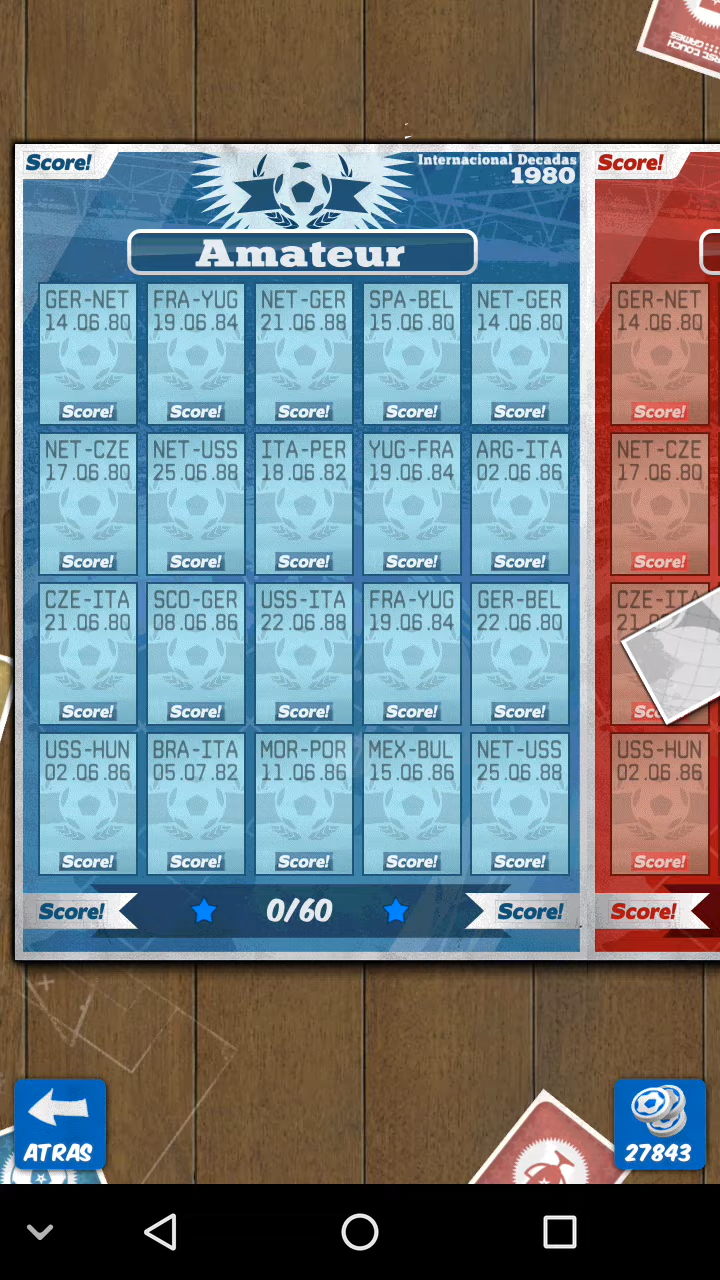 FIRST TOUCH
GAMES
Score!
Internacional Decadas
1980
Score!
Amateur
GER-NET
14.06.80
Score!
FRA-YUG
19.06.84
Score!
NET-GER
21.06.88
Score!
SPA-BEL
15.06.80
Score!
NET-GER
14.06.80
Score!
GER-NET
14.06.80
Score!
NET-CZE
17.06.80
Score!
NET-USS
25.06.88
Score!
ITA-PER
18.06.82
Score!
YUG-FRA
19.06.84
Score!
ARG-ITA
02.06.86
Score!
NET-CZE
17.06.80
Score!
CZE-ITA
21.06.80
Score!
SCO-GER
08.06.86
Score!
USS-ITA
22.06.88
Score!
FRA-YUG
19.06.84
Score!
GER-BEL
22.06.80
Score!
CZE-ITA
USS-HUN
02.06.86
Score!
BRA-ITA
05.07.82
Score!
MOR-POR
11.06.86
Score!
MEX-BUL
15.06.86
Score!
NET-USS
25.06.88
Score!
USS-HUN
02.06.86
Score!
Score!
0/60
Score!
Score!
ATRAS
27843